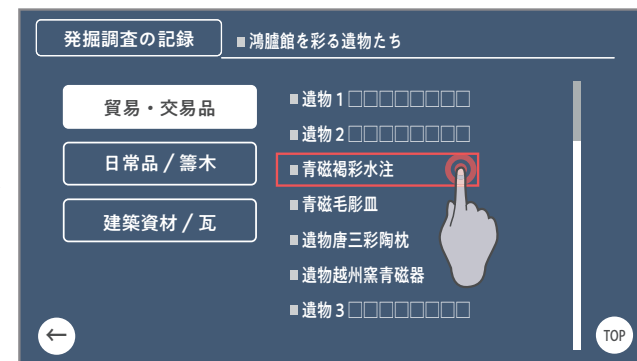 発掘調査の記録
■鴻臚館を彩る遺物たち
貿易・交易品
日常品 / 籌木
建築資材 / 瓦
■遺物1□□□□□□□□
■遺物2□□□□□□□□
■青磁褐彩水注
■青磁毛彫皿
■遺物唐三彩陶枕
■遺物越州窯青磁器
■遺物3□□□□□□□□
←
TOP